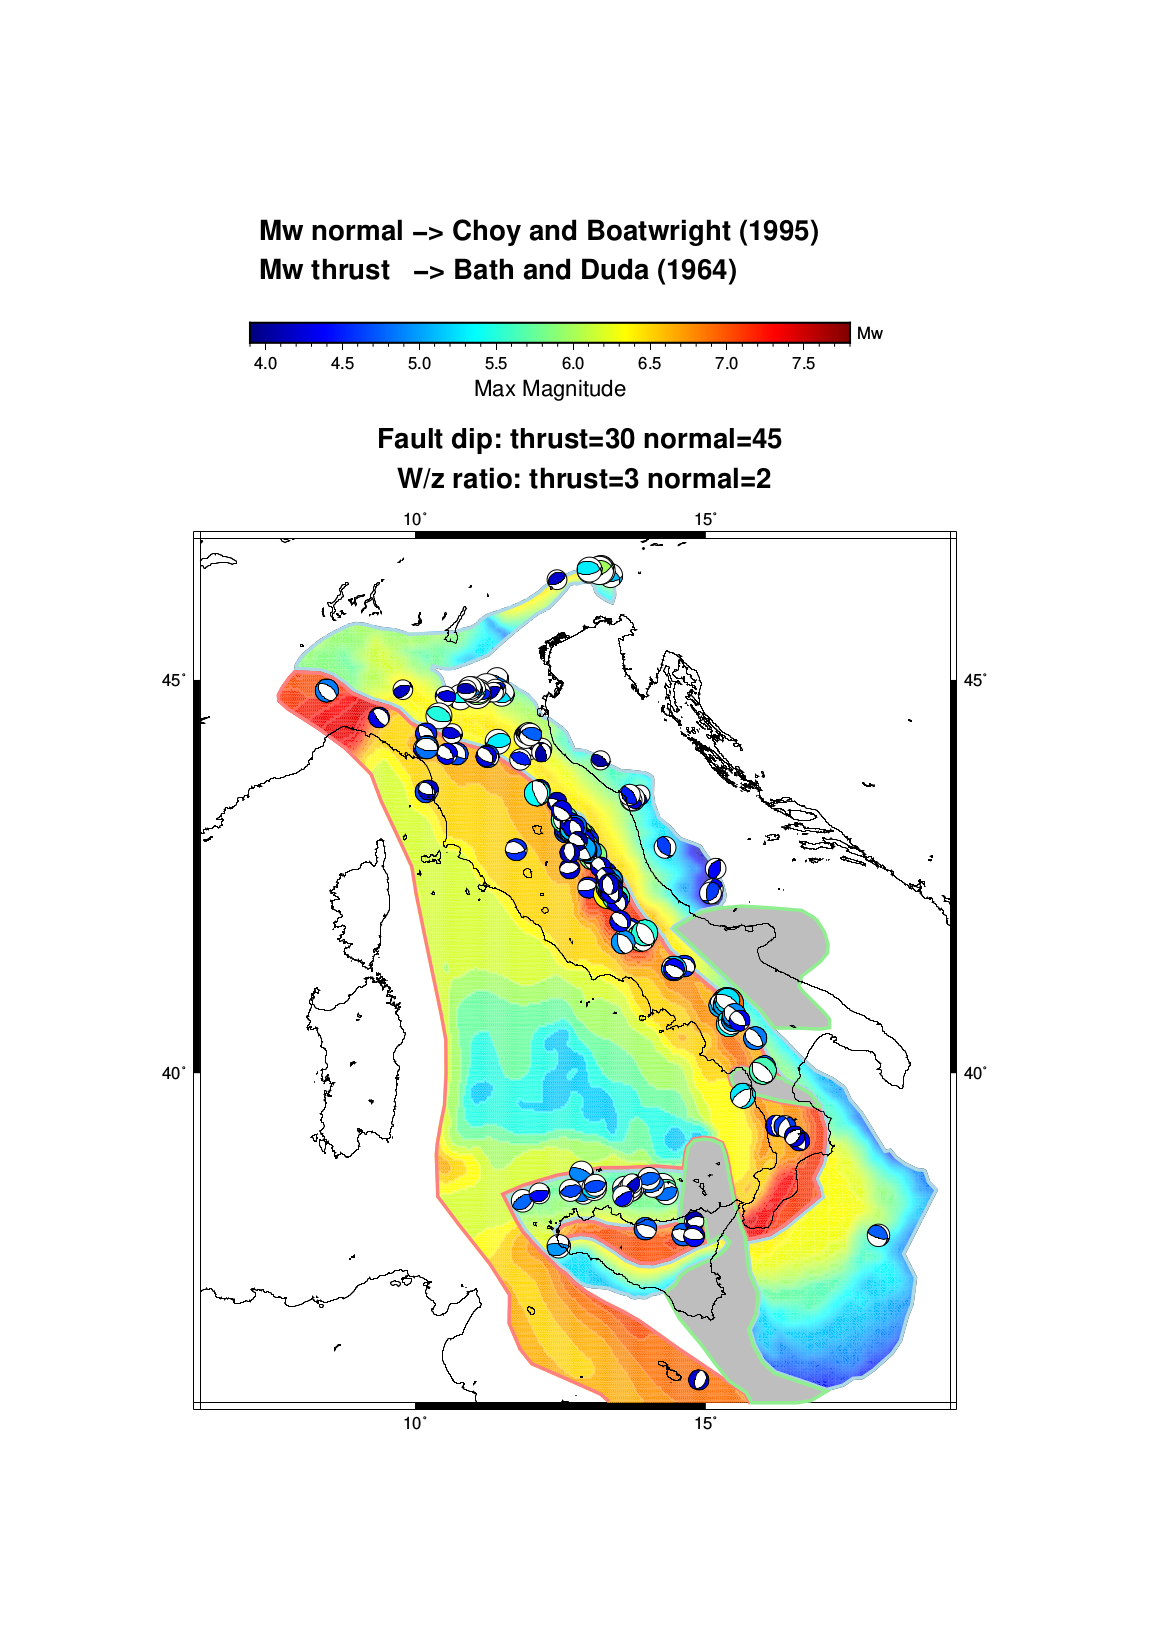 Mw normal −> Choy and Boatwright (1995)
Mw thrust −> Bath and Duda (1964)
Mw
4.0 4.5 5.0 5.5 6.0 6.5 7.0 7.5
Max Magnitude
Fault dip: thrust=30 normal=45
W/z ratio: thrust=3 normal=2
10˚ 15˚
45˚ 45˚
40˚ 40˚
10˚ 15˚